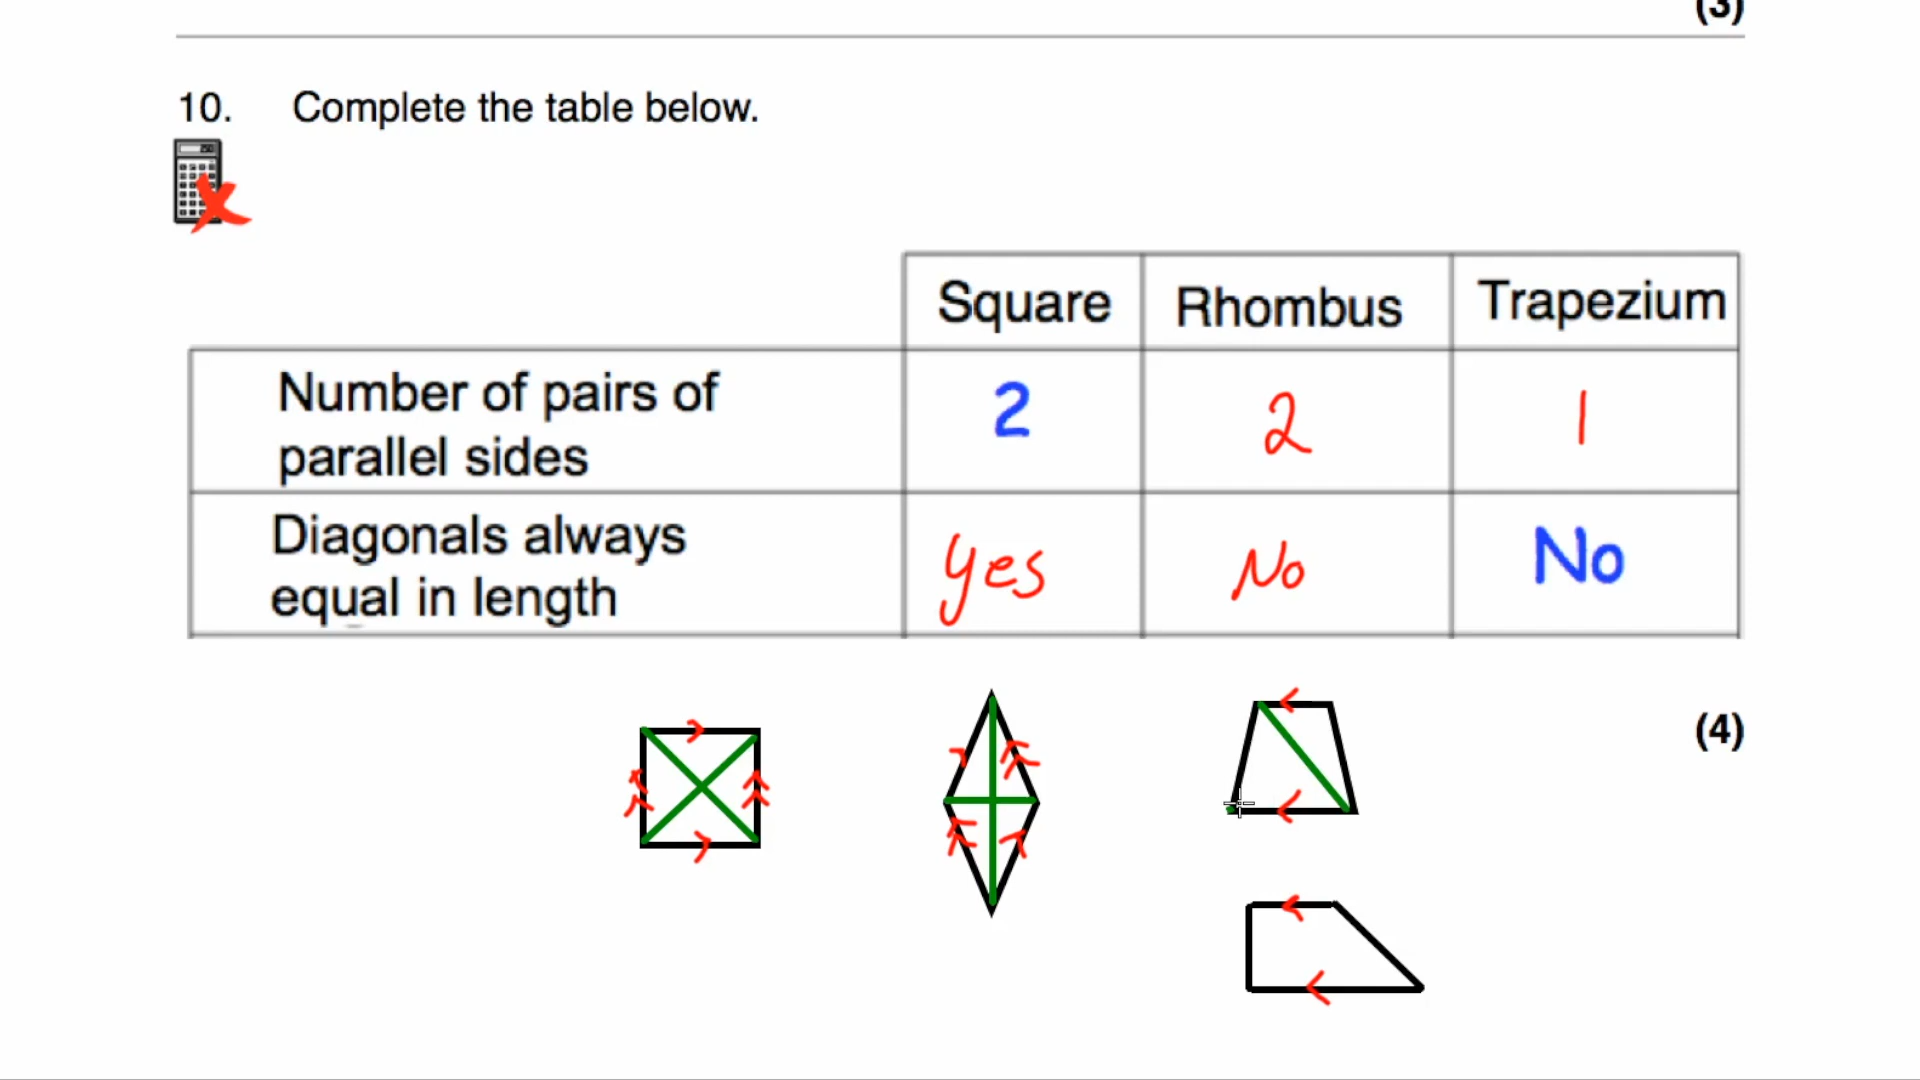 (3)
10. Complete the table below.
Square Rhombus Trapezium
Number of pairs of
parallel sides
2 2 1
Diagonals always
equal in length
Yes No No
(4)